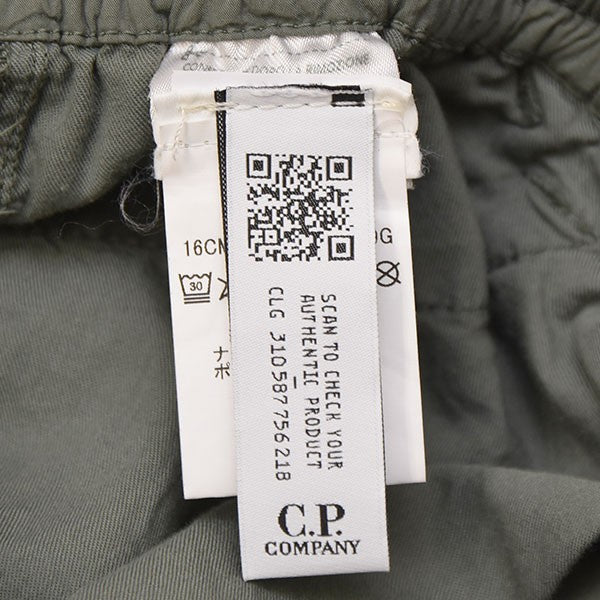 SCAN TO CHECK YOUR
AUTHENTIC PRODUCT
CLG 310587756218
C.P.
COMPANY
16CM
G
30
ナ
ポ